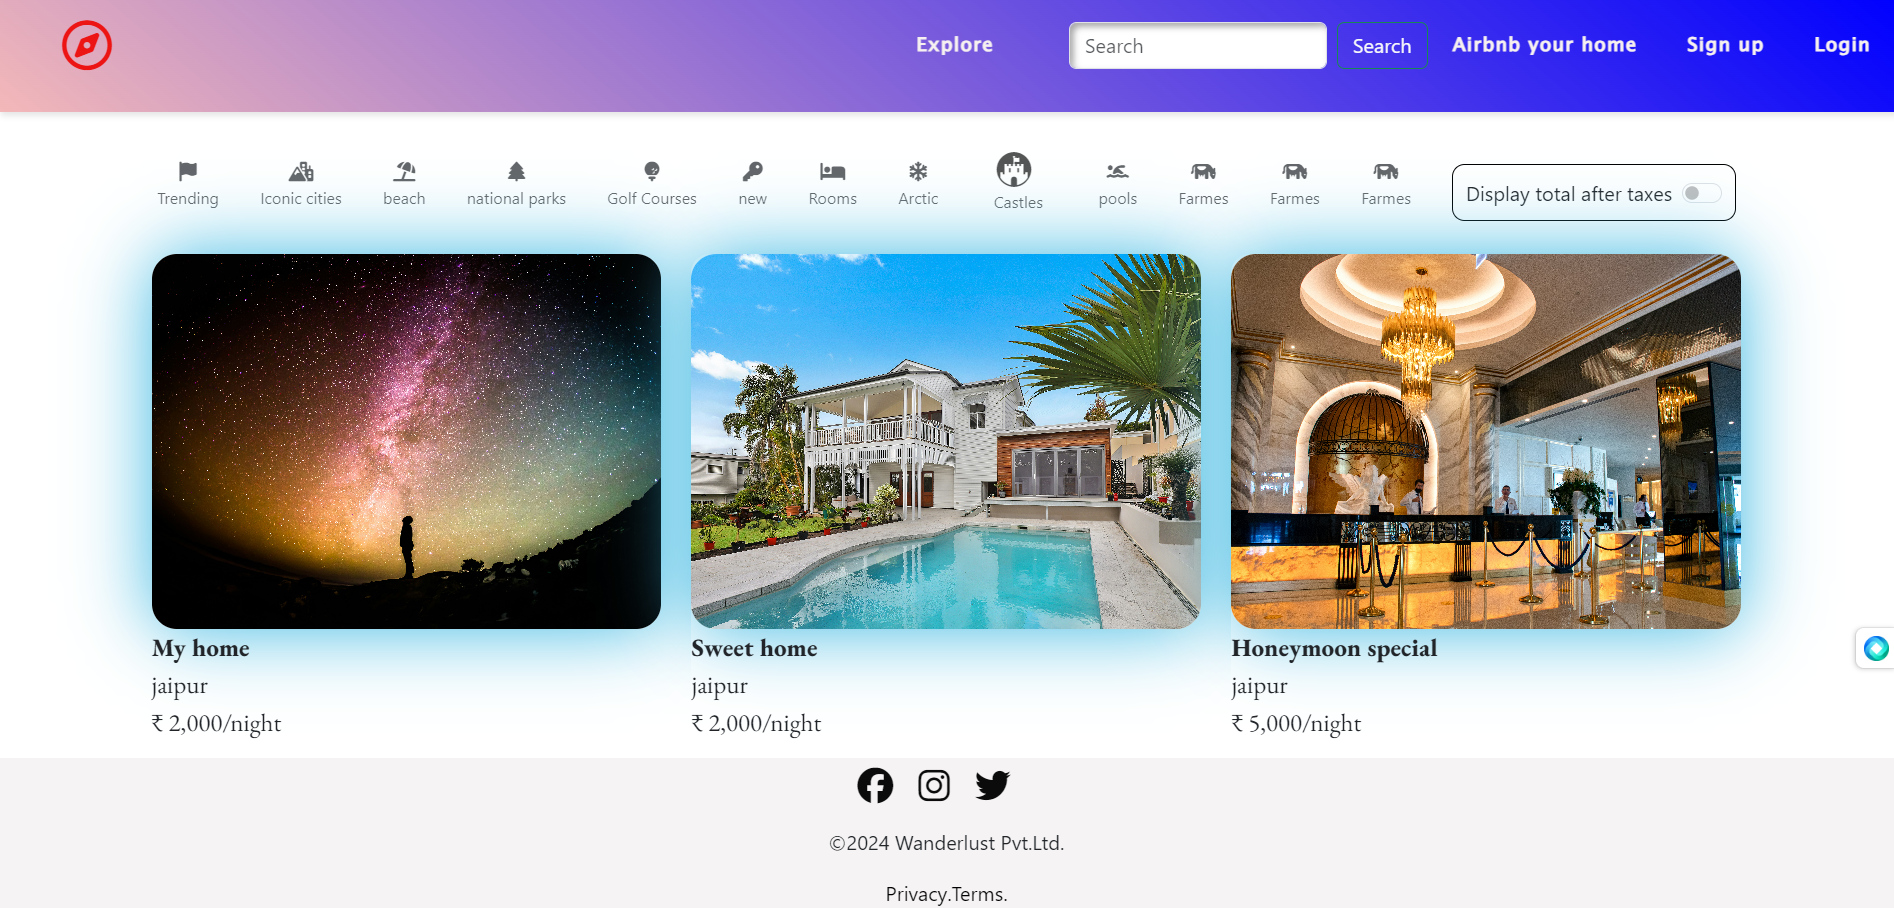 Explore
Search
Search
Airbnb your home
Sign up
Login
Trending
Iconic cities
beach
national parks
Golf Courses
new
Rooms
Arctic
Castles
pools
Farmes
Farmes
Farmes
Display total after taxes
My home
jaipur
₹ 2,000/night
Sweet home
jaipur
₹ 2,000/night
Honeymoon special
jaipur
₹ 5,000/night
©2024 Wanderlust Pvt.Ltd.
Privacy.Terms.